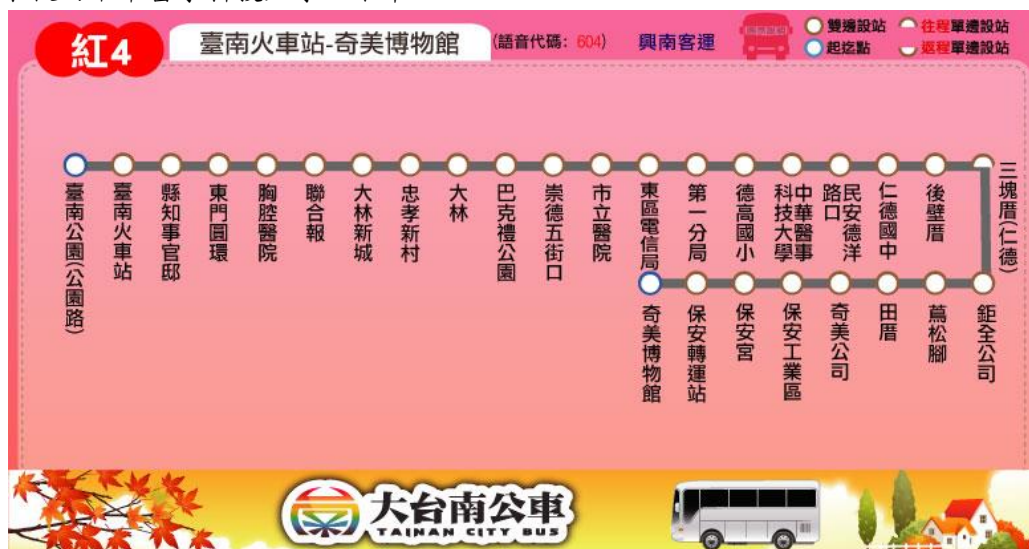 紅4
臺南火車站-奇美博物館
(語音代碼: 604)
興南客運
雙邊設站
往程單邊設站
起迄點
返程單邊設站
臺南公園(公園路)
臺南火車站
縣知事官邸
東門圓環
胸腔醫院
聯合報
大林新城
忠孝新村
大林
巴克禮公園
崇德五街口
市立醫院
東區電信局
第一分局
德高國小
中華醫事
科技大學
民安德洋
路口
仁德國中
後壁厝
三塊厝(仁德)
奇美博物館
保安轉運站
保安宮
保安工業區
奇美公司
田厝
蔦松腳
鉅全公司
大台南公車
TAINAN CITY BUS